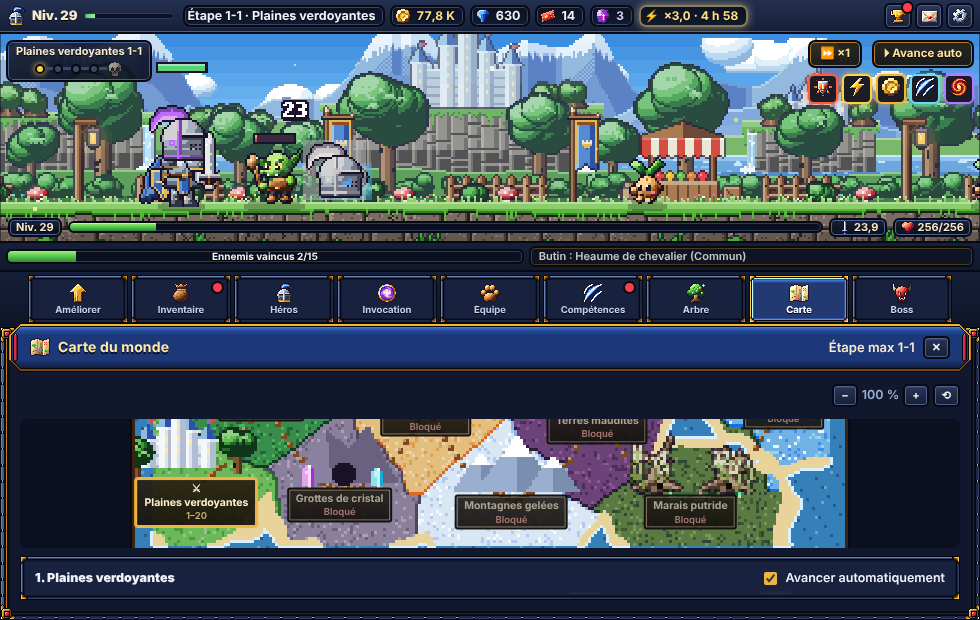 Niv. 29
Étape 1-1 · Plaines verdoyantes
77,8 K
630
14
3
×3,0 · 4 h 58
Plaines verdoyantes 1-1
×1
Avance auto
23
Niv. 29
23,9
256/256
Ennemis vaincus 2/15
Butin : Heaume de chevalier (Commun)
Améliorer
Inventaire
Héros
Invocation
Equipe
Compétences
Arbre
Carte
Boss
Carte du monde
Étape max 1-1
×
− 100 % +
Bloqué
Terres maudites
Bloqué
Bloqué
Plaines verdoyantes
1–20
Grottes de cristal
Bloqué
Montagnes gelées
Bloqué
Marais putride
Bloqué
1. Plaines verdoyantes
Avancer automatiquement